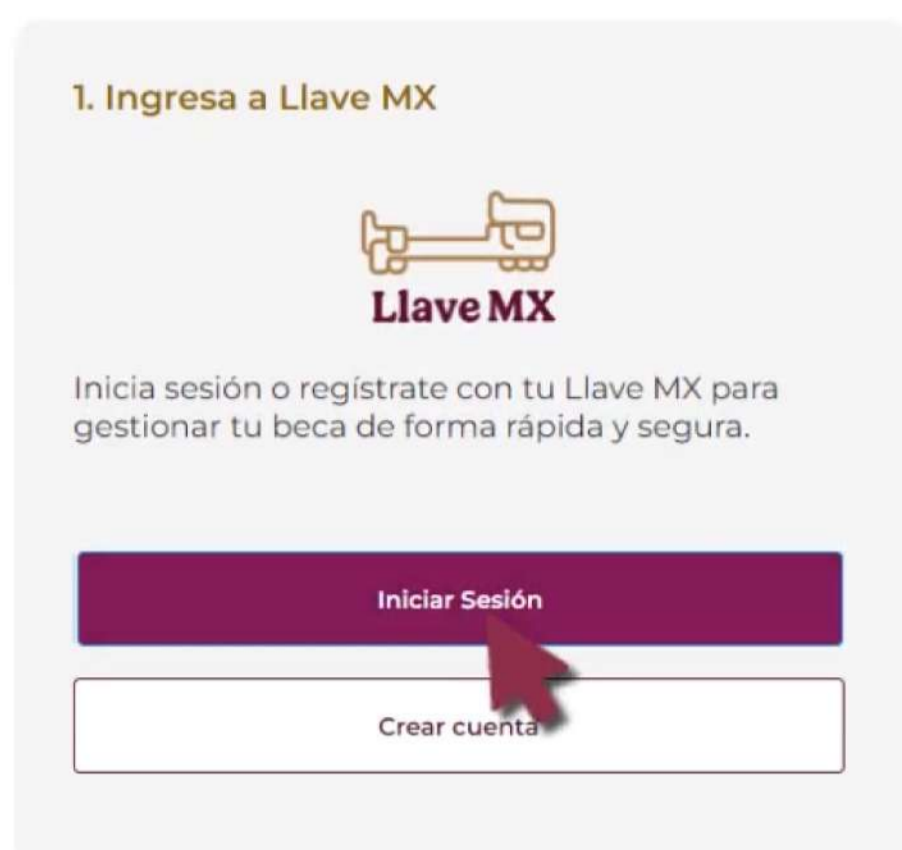 1. Ingresa a Llave MX
Llave MX
Inicia sesión o regístrate con tu Llave MX para
gestionar tu beca de forma rápida y segura.
Iniciar Sesión
Crear cuenta